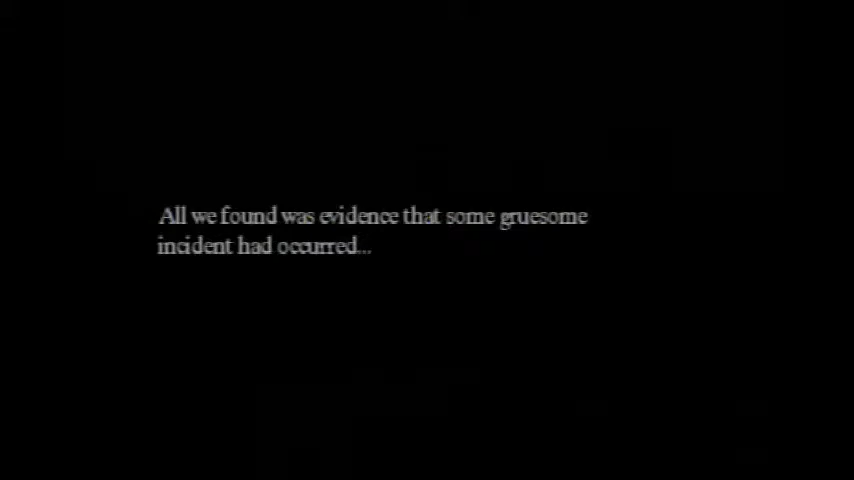 All we found was evidence that some gruesome
incident had occurred...